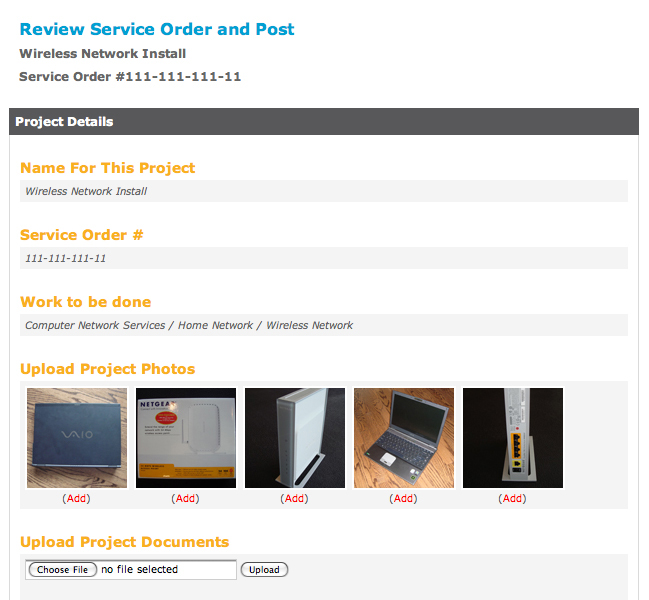 Review Service Order and Post
Wireless Network Install
Service Order #111-111-111-11
Project Details
Name For This Project
Wireless Network Install
Service Order #
111-111-111-11
Work to be done
Computer Network Services / Home Network / Wireless Network
Upload Project Photos
VAIO
NETGEAR
(Add) (Add) (Add) (Add) (Add)
Upload Project Documents
Choose File no file selected Upload